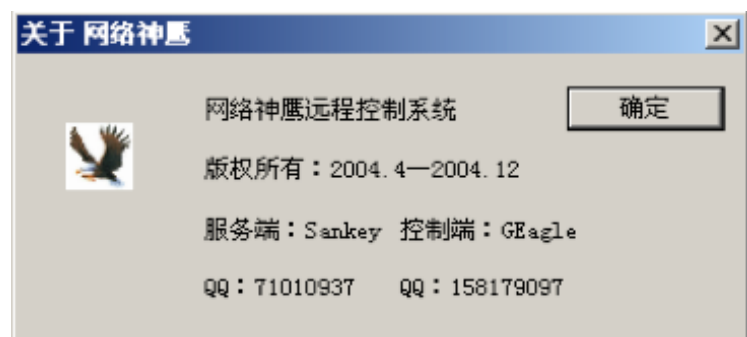 关于 网络神鹰
网络神鹰远程控制系统
确定
版权所有：2004.4—2004.12
服务端：Sankey 控制端：GEagle
QQ：71010937 QQ：158179097